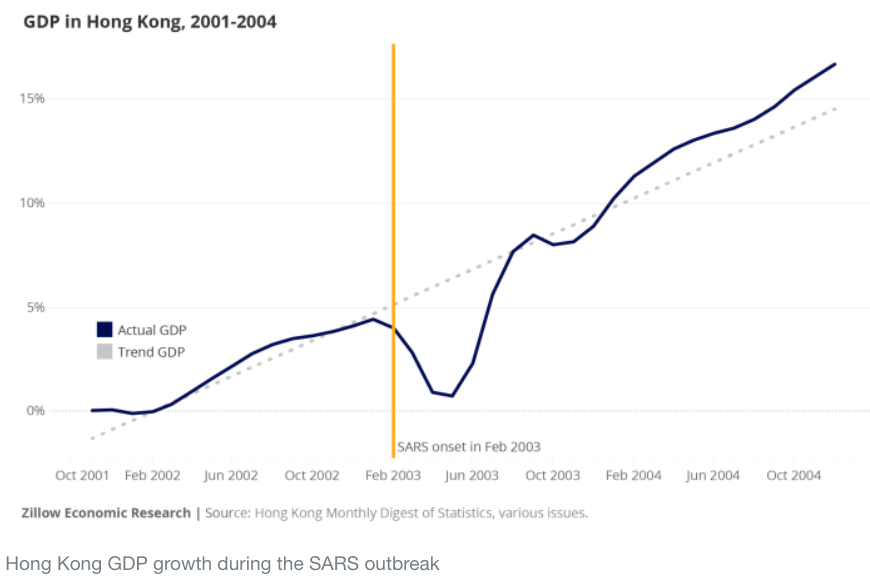 GDP in Hong Kong, 2001-2004
15%
10%
5%
Actual GDP
Trend GDP
0%
SARS onset in Feb 2003
Oct 2001 Feb 2002 Jun 2002 Oct 2002 Feb 2003 Jun 2003 Oct 2003 Feb 2004 Jun 2004 Oct 2004
Zillow Economic Research | Source: Hong Kong Monthly Digest of Statistics, various issues.
Hong Kong GDP growth during the SARS outbreak